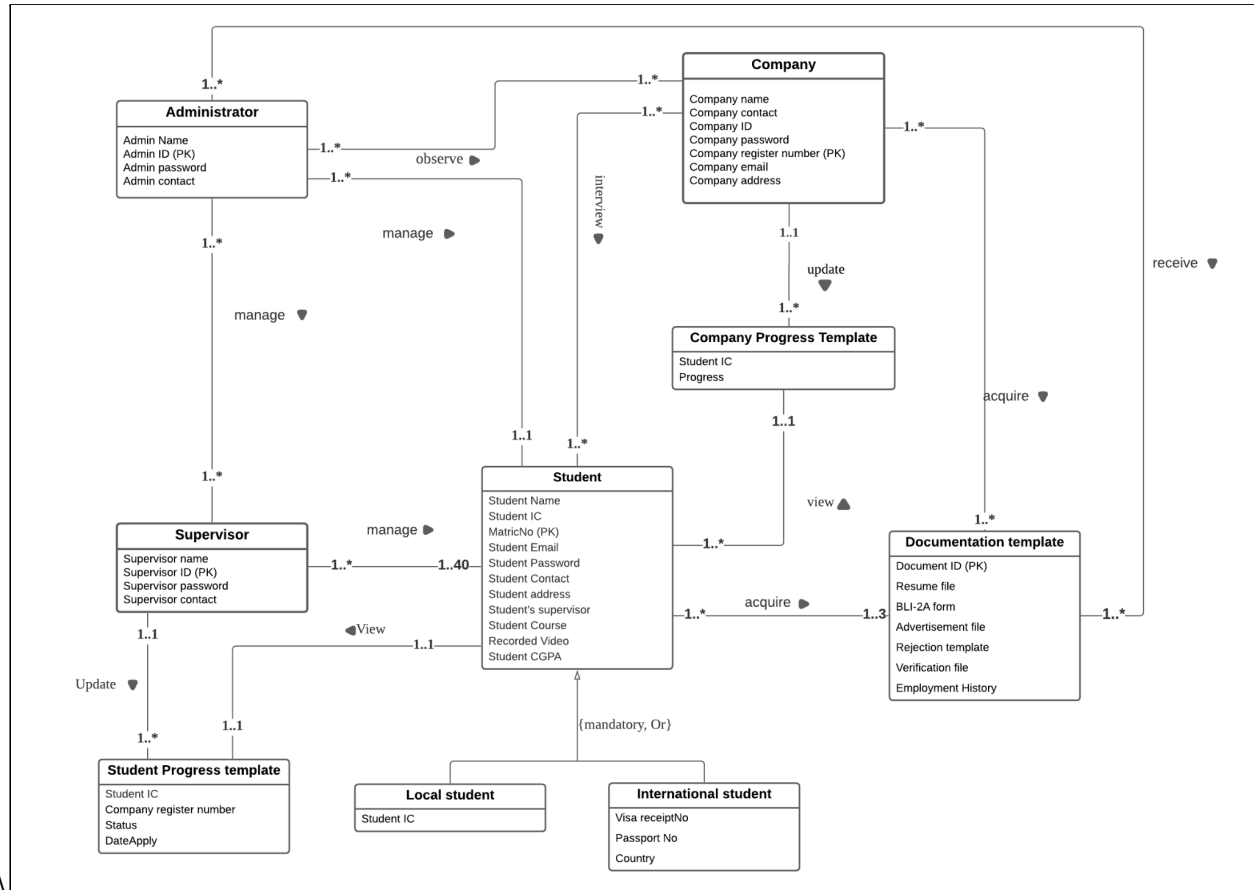 1..*
Administrator
Admin Name
Admin ID (PK)
Admin password
Admin contact
1..*
observe
1..*
1..*
manage
1..1
Company
Company name
Company contact
Company ID
Company password
Company register number (PK)
Company email
Company address
1..*
interview
1..*
1..*
acquire
1..*
receive
1..*
1..1
update
1..*
Company Progress Template
Student IC
Progress
1..1
view
1..*
1..*
manage
1..*
Supervisor
Supervisor name
Supervisor ID (PK)
Supervisor password
Supervisor contact
manage
1..*
1..40
Student
Student Name
Student IC
MatricNo (PK)
Student Email
Student Password
Student Contact
Student address
Student's supervisor
Student Course
Recorded Video
Student CGPA
acquire
1..*
1..3
Documentation template
Document ID (PK)
Resume file
BLI-2A form
Advertisement file
Rejection template
Verification file
Employment History
1..1
Update
1..*
View
1..1
1..1
Student Progress template
Student IC
Company register number
Status
DateApply
{mandatory, Or}
Local student
Student IC
International student
Visa receiptNo
Passport No
Country